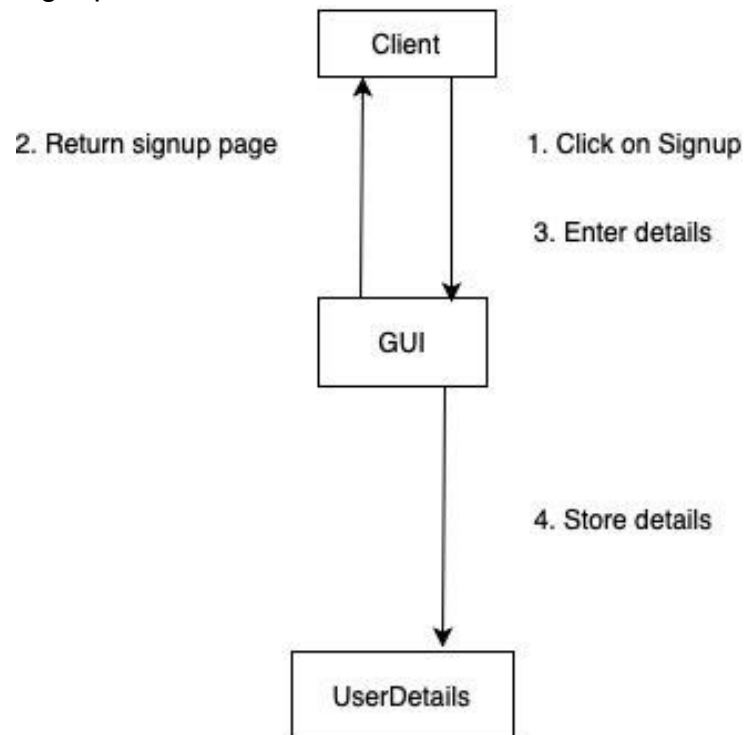 Client
2. Return signup page
1. Click on Signup
3. Enter details
GUI
4. Store details
UserDetails